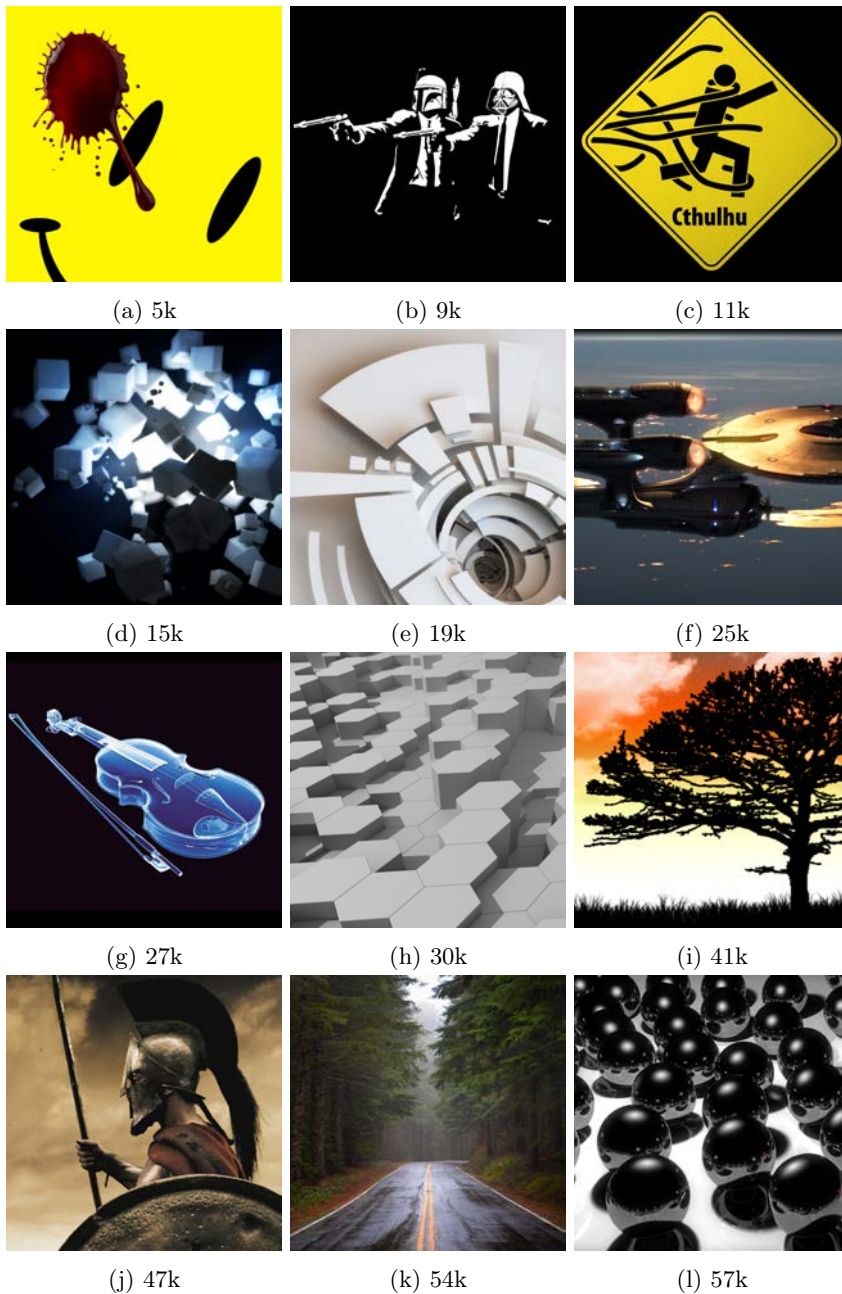 (a) 5k
(b) 9k
(c) 11k
Cthulhu
(d) 15k
(e) 19k
(f) 25k
(g) 27k
(h) 30k
(i) 41k
(j) 47k
(k) 54k
(l) 57k